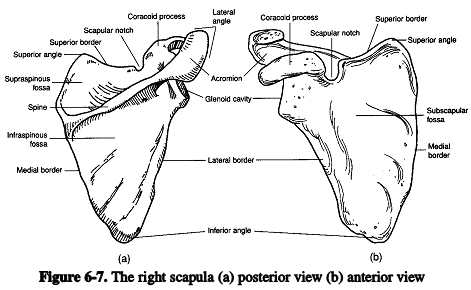 Lateral
angle
Coracoid process
Scapular notch
Superior border
Superior angle
Supraspinous
fossa
Spine
Infraspinous
fossa
Medial border
Acromion
Glenoid cavity
Lateral border
Inferior angle
Coracoid process
Scapular notch
Superior border
Superior angle
Subscapular
fossa
Medial
border
(a)
(b)
Figure 6-7. The right scapula (a) posterior view (b) anterior view